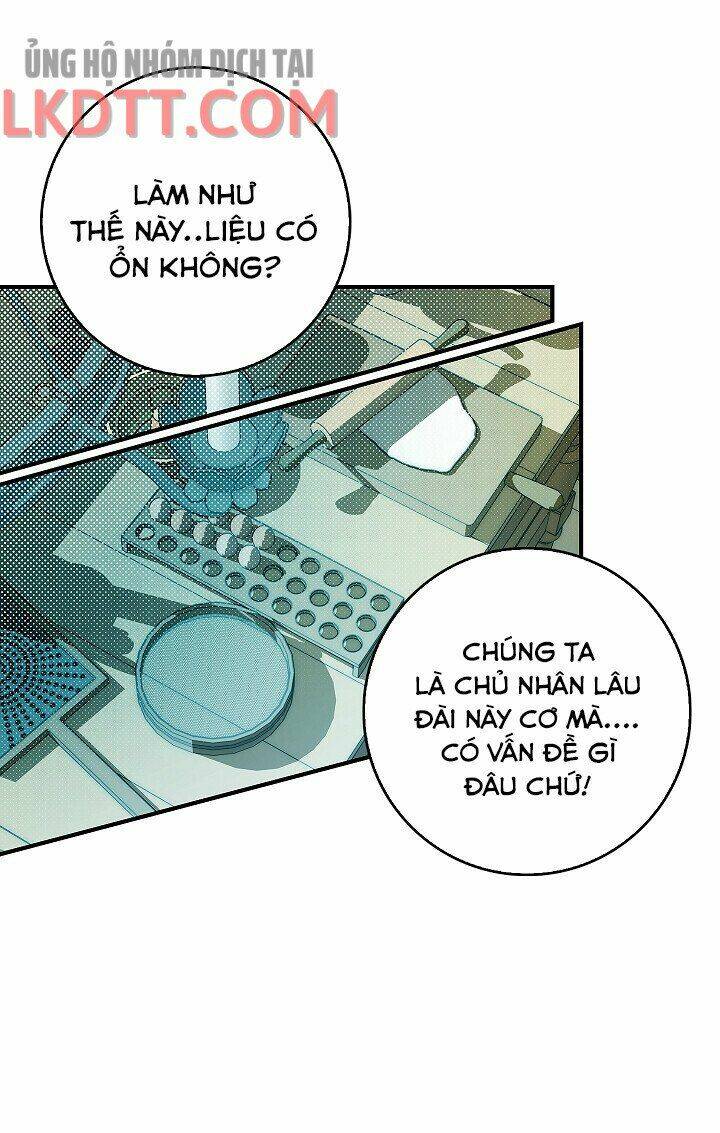 ỦNG HỘ NHÓM DỊCH TẠI
LKDTT.COM
LÀM NHƯ
THẾ NÀY..LIỆU CÓ
ỔN KHÔNG?
CHÚNG TA
LÀ CHỦ NHÂN LÂU
ĐÀI NÀY CƠ MÀ....
CÓ VẤN ĐỀ GÌ
ĐÂU CHỨ!